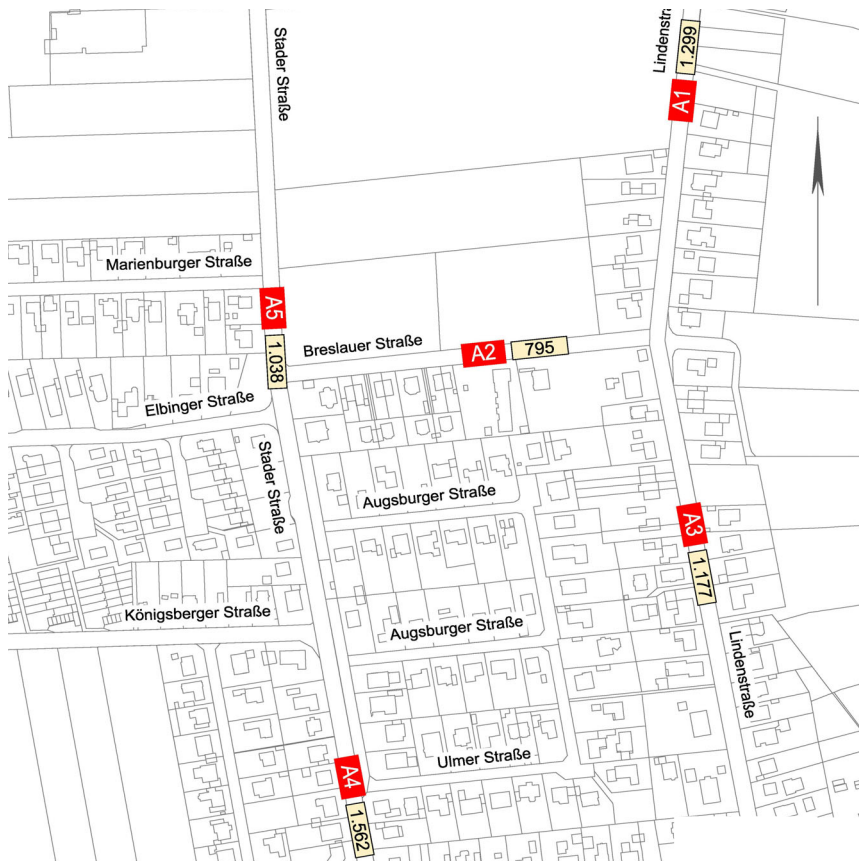 Stader Straße
Lindenstra
1.299
A1
Marienburger Straße
A5
1.038
Breslauer Straße
A2
795
Elbinger Straße
Stader Straße
Augsburger Straße
A3
1.177
Königsberger Straße
Augsburger Straße
Lindenstraße
Ulmer Straße
A4
1.562